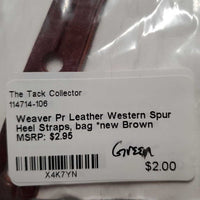 The Tack Collector
114714-106
Weaver Pr Leather Western Spur
Heel Straps, bag *new Brown
MSRP: $2.95
GREEN
X4K7YN
$2.00